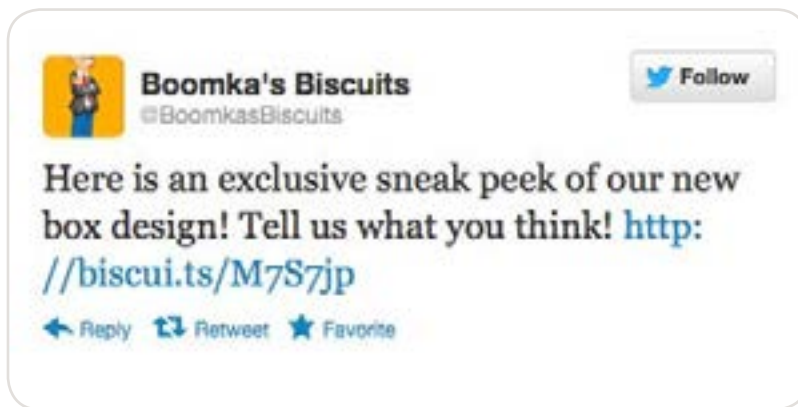 Boomka's Biscuits
Follow
@BoomkasBiscuits
Here is an exclusive sneak peek of our new
box design! Tell us what you think! http:
//biscui.ts/M7S7jp
Reply Retweet Favorite